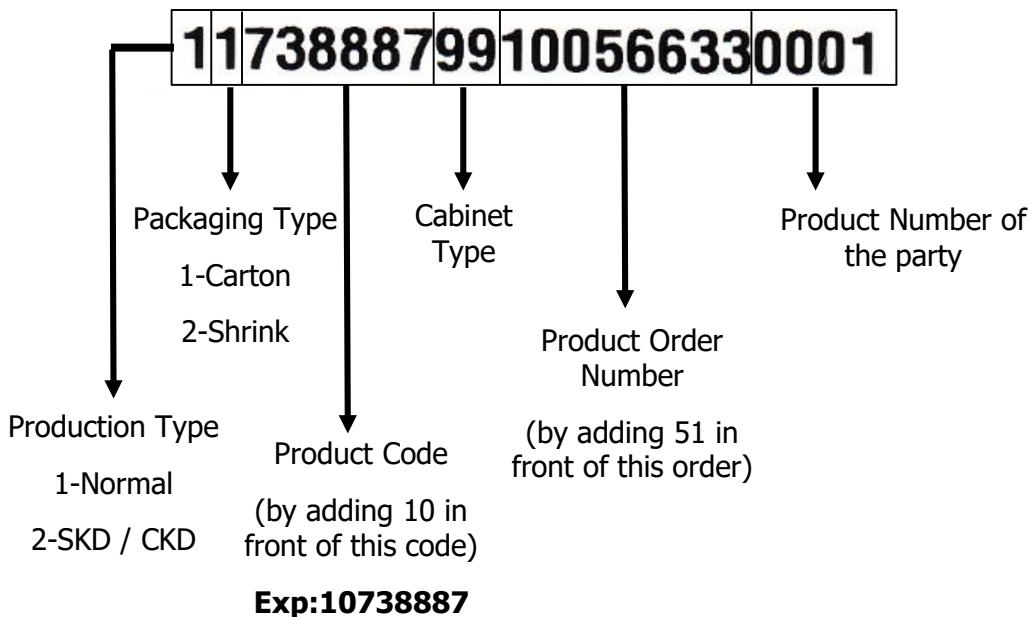 1173888799100566330001
Packaging Type
1-Carton
2-Shrink
Cabinet
Type
Product Number of
the party
Product Order
Number
(by adding 51 in
front of this order)
Production Type
1-Normal
2-SKD / CKD
Product Code
(by adding 10 in
front of this code)
Exp:10738887